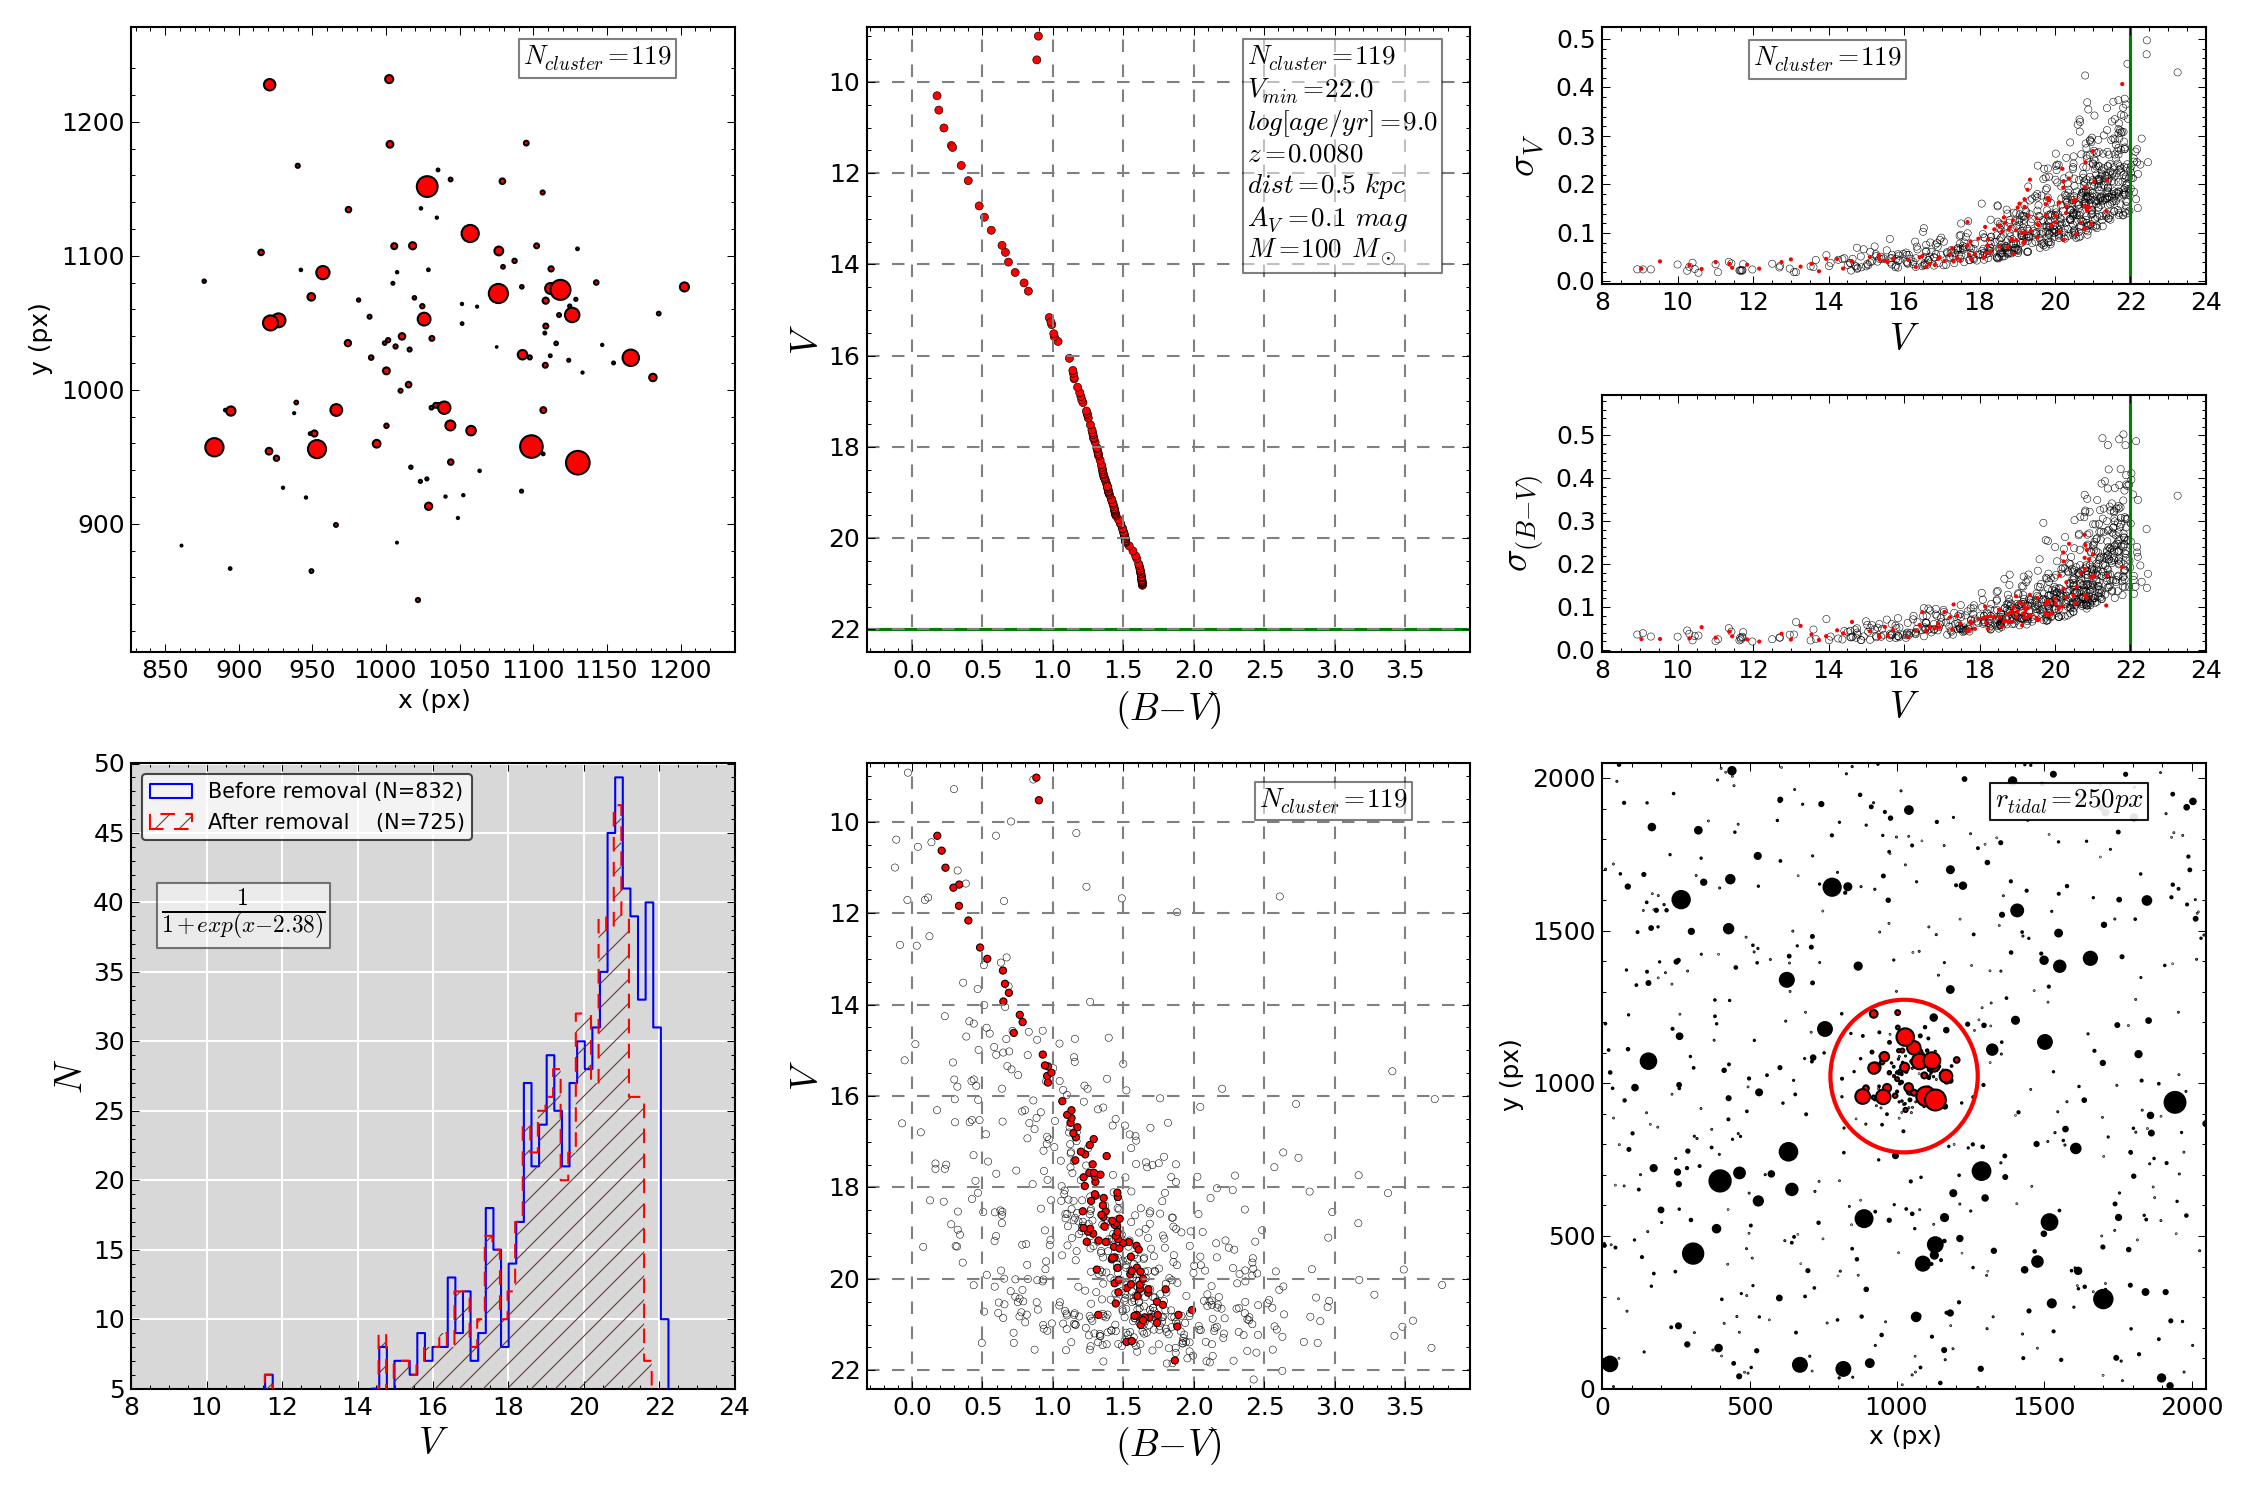 N_cluster=119
1200
1100
1000
900
y (px)
850 900 950 1000 1050 1100 1150 1200
x (px)
N_cluster=119
V_min=22.0
log[age/yr]=9.0
z=0.0080
dist=0.5 kpc
A_V=0.1 mag
M=100 M_⊙
10
12
14
16
18
20
22
V
0.0 0.5 1.0 1.5 2.0 2.5 3.0 3.5
(B−V)
N_cluster=119
0.5
0.4
0.3
0.2
0.1
0.0
σ_V
8 10 12 14 16 18 20 22 24
V
0.5
0.4
0.3
0.2
0.1
0.0
σ_(B−V)
8 10 12 14 16 18 20 22 24
V
Before removal (N=832)
After removal (N=725)
1
1+exp(x−2.38)
50
45
40
35
30
25
20
15
10
5
N
8 10 12 14 16 18 20 22 24
V
N_cluster=119
10
12
14
16
18
20
22
V
0.0 0.5 1.0 1.5 2.0 2.5 3.0 3.5
(B−V)
r_tidal=250px
2000
1500
1000
500
0
y (px)
0 500 1000 1500 2000
x (px)